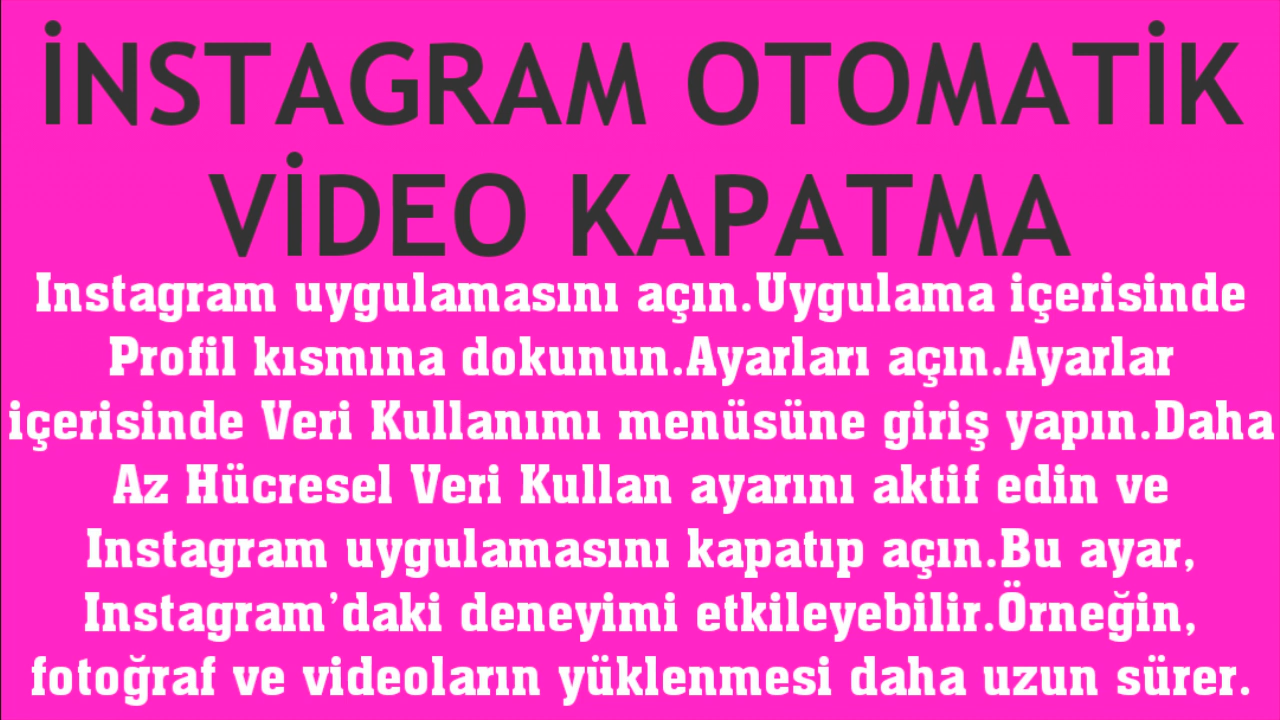 İNSTAGRAM OTOMATİK
VİDEO KAPATMA
Instagram uygulamasını açın.Uygulama içerisinde
Profil kısmına dokunun.Ayarları açın.Ayarlar
içerisinde Veri Kullanımı menüsüne giriş yapın.Daha
Az Hücresel Veri Kullan ayarını aktif edin ve
Instagram uygulamasını kapatıp açın.Bu ayar,
Instagram’daki deneyimi etkileyebilir.Örneğin,
fotoğraf ve videoların yüklenmesi daha uzun sürer.